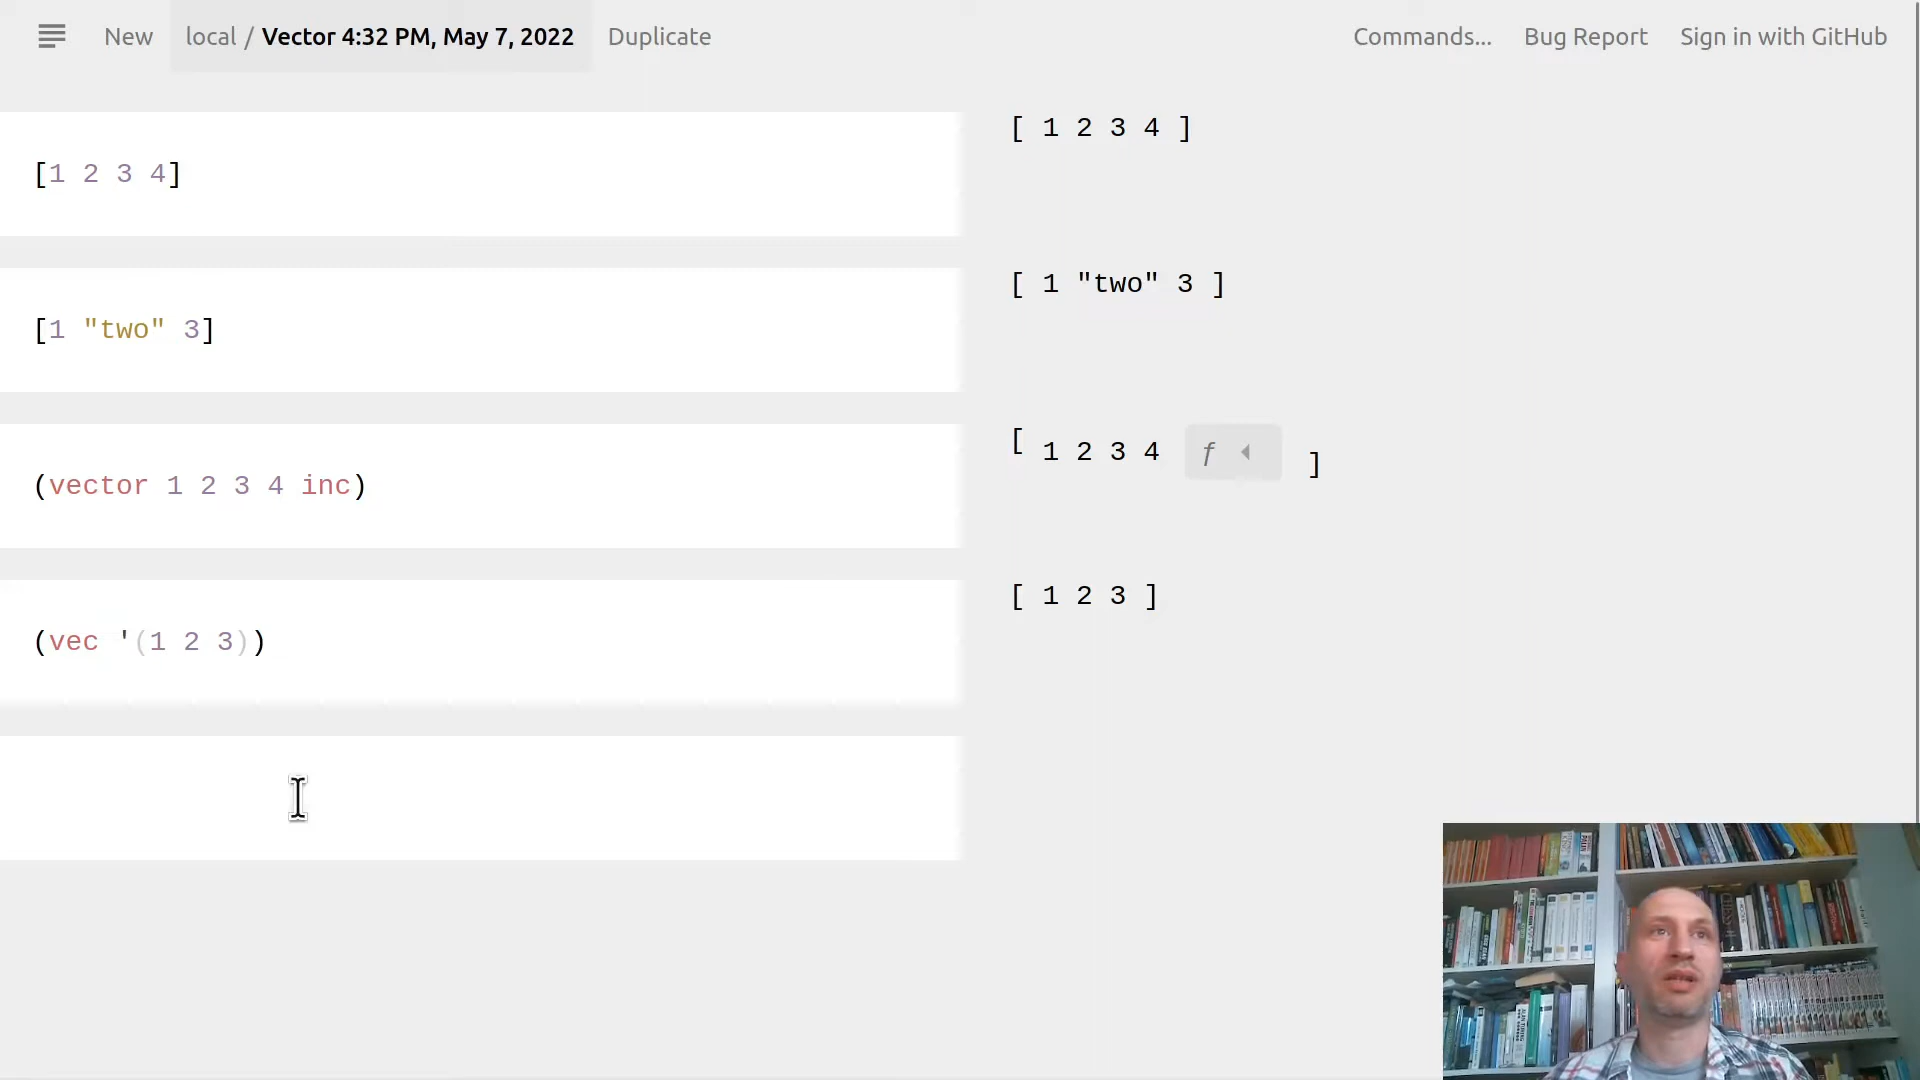 New local / Vector 4:32 PM, May 7, 2022 Duplicate Commands... Bug Report Sign in with GitHub
[1 2 3 4]
[ 1 2 3 4 ]
[1 "two" 3]
[ 1 "two" 3 ]
(vector 1 2 3 4 inc)
[ 1 2 3 4 ƒ ]
(vec '(1 2 3))
[ 1 2 3 ]